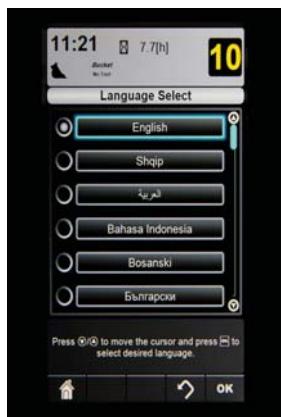 11:21 7.7[h]
10
Bucket
No Tool
Language Select
English
Shqip
العربية
Bahasa Indonesia
Bosanski
Български
Press / to move the cursor and press to
select desired language.
OK